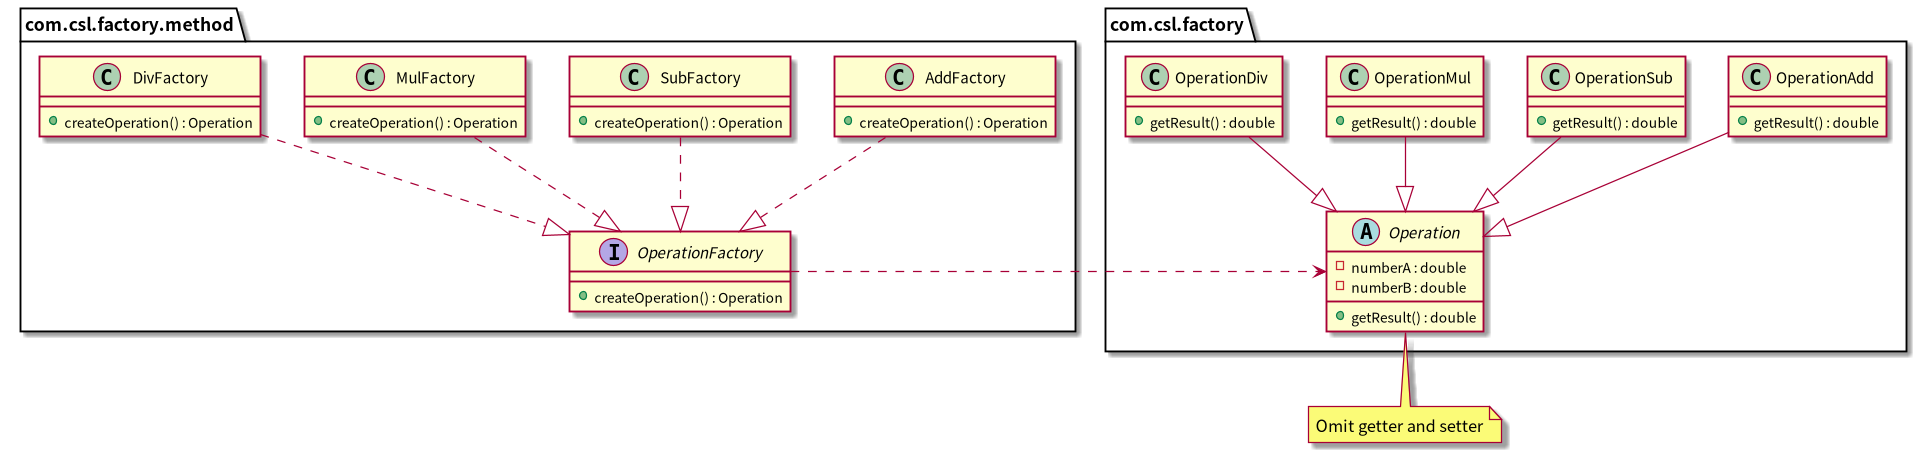 com.csl.factory.method
C DivFactory
createOperation() : Operation
C MulFactory
createOperation() : Operation
C SubFactory
createOperation() : Operation
C AddFactory
createOperation() : Operation
I OperationFactory
createOperation() : Operation
com.csl.factory
C OperationDiv
getResult() : double
C OperationMul
getResult() : double
C OperationSub
getResult() : double
C OperationAdd
getResult() : double
A Operation
numberA : double
numberB : double
getResult() : double
Omit getter and setter